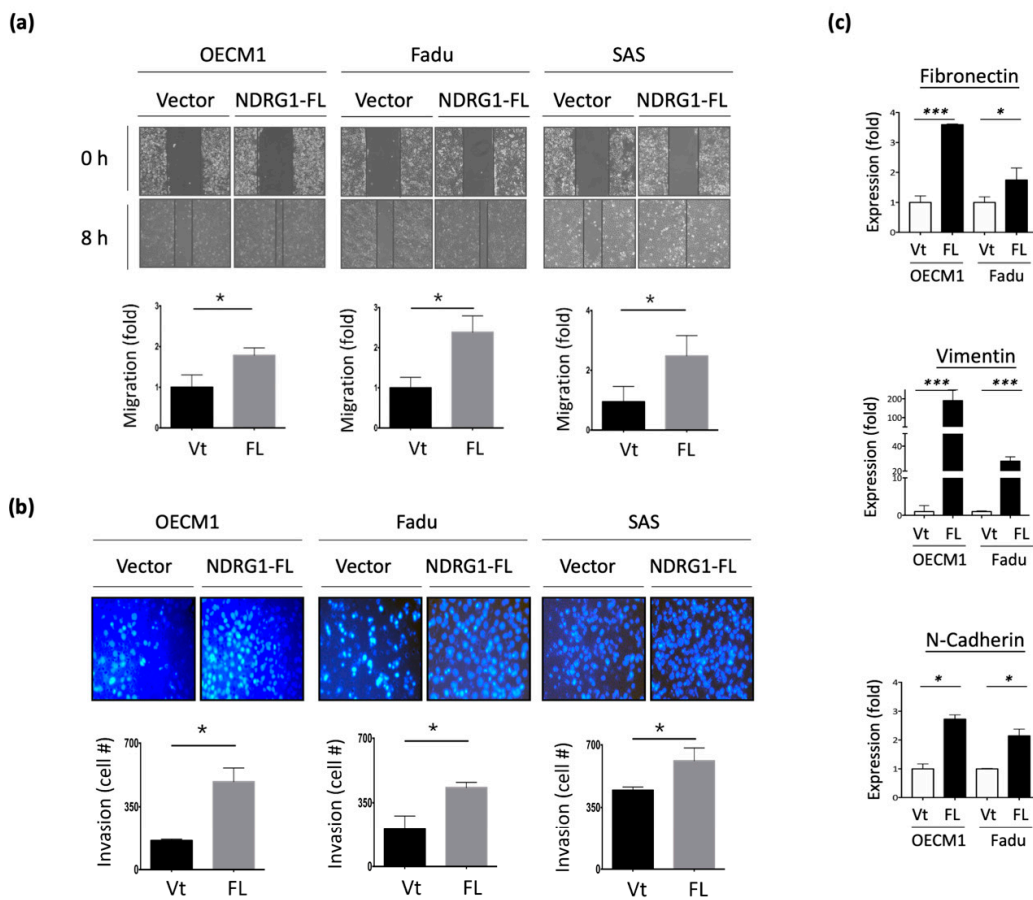 (a)
OECM1 Fadu SAS
Vector NDRG1-FL Vector NDRG1-FL Vector NDRG1-FL
0 h
8 h
Migration (fold)
3
2
1
0
*
Vt FL
Migration (fold)
3
2
1
0
*
Vt FL
Migration (fold)
4
2
0
*
Vt FL
(b)
OECM1 Fadu SAS
Vector NDRG1-FL Vector NDRG1-FL Vector NDRG1-FL
Invasion (cell #)
700
350
0
*
Vt FL
Invasion (cell #)
700
350
0
*
Vt FL
Invasion (cell #)
700
350
0
*
Vt FL
(c)
Fibronectin
Expression (fold)
4
3
2
1
0
*** *
Vt FL Vt FL
OECM1 Fadu
Vimentin
Expression (fold)
200
100
40
20
10
0
*** ***
Vt FL Vt FL
OECM1 Fadu
N-Cadherin
Expression (fold)
4
3
2
1
0
* *
Vt FL Vt FL
OECM1 Fadu